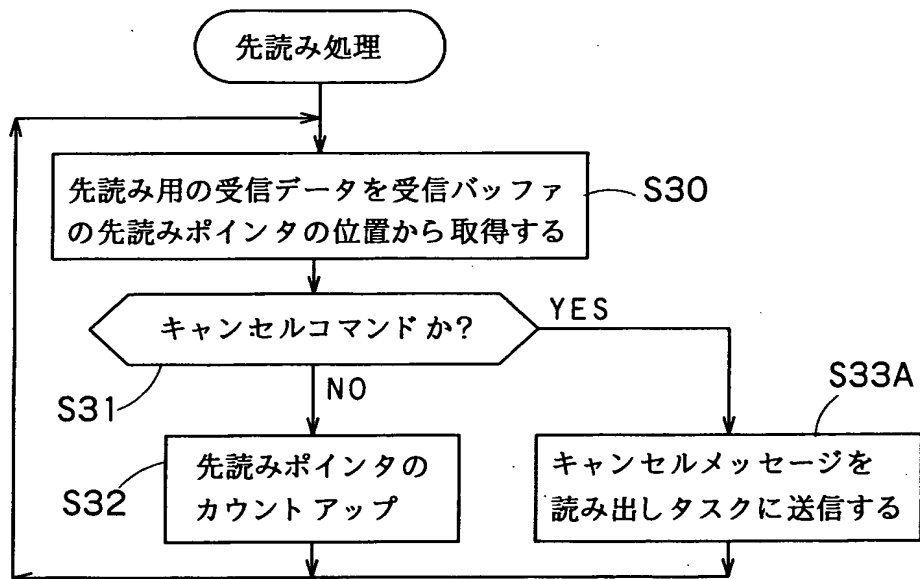 先読み処理
先読み用の受信データを受信バッファ
の先読みポインタの位置から取得する
S30
キャンセルコマンドか?
YES
S31
NO
S33A
先読みポインタの
カウントアップ
S32
キャンセルメッセージを
読み出しタスクに送信する